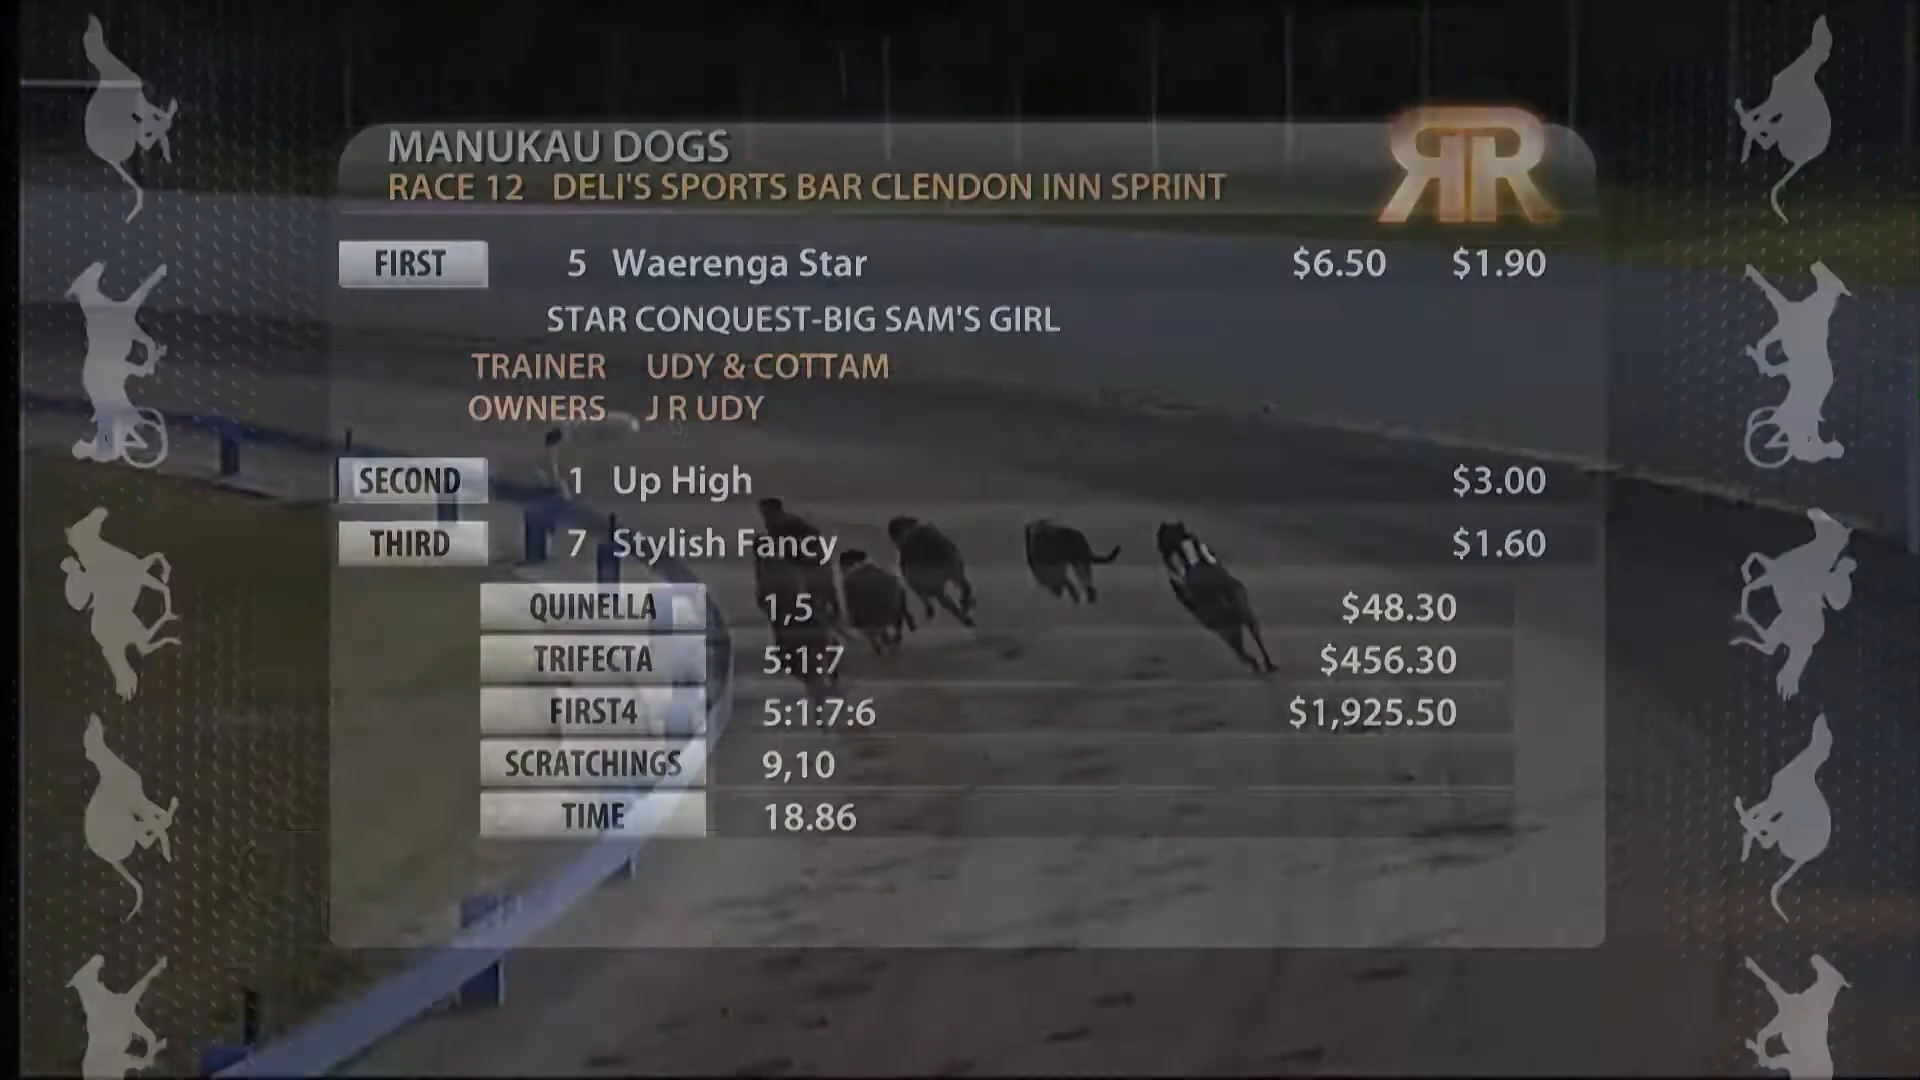 MANUKAU DOGS
RACE 12 DELI'S SPORTS BAR CLENDON INN SPRINT
RR
FIRST 5 Waerenga Star $6.50 $1.90
STAR CONQUEST-BIG SAM'S GIRL
TRAINER UDY & COTTAM
OWNERS J R UDY
SECOND 1 Up High $3.00
THIRD 7 Stylish Fancy $1.60
QUINELLA 1,5 $48.30
TRIFECTA 5:1:7 $456.30
FIRST4 5:1:7:6 $1,925.50
SCRATCHINGS 9,10
TIME 18.86